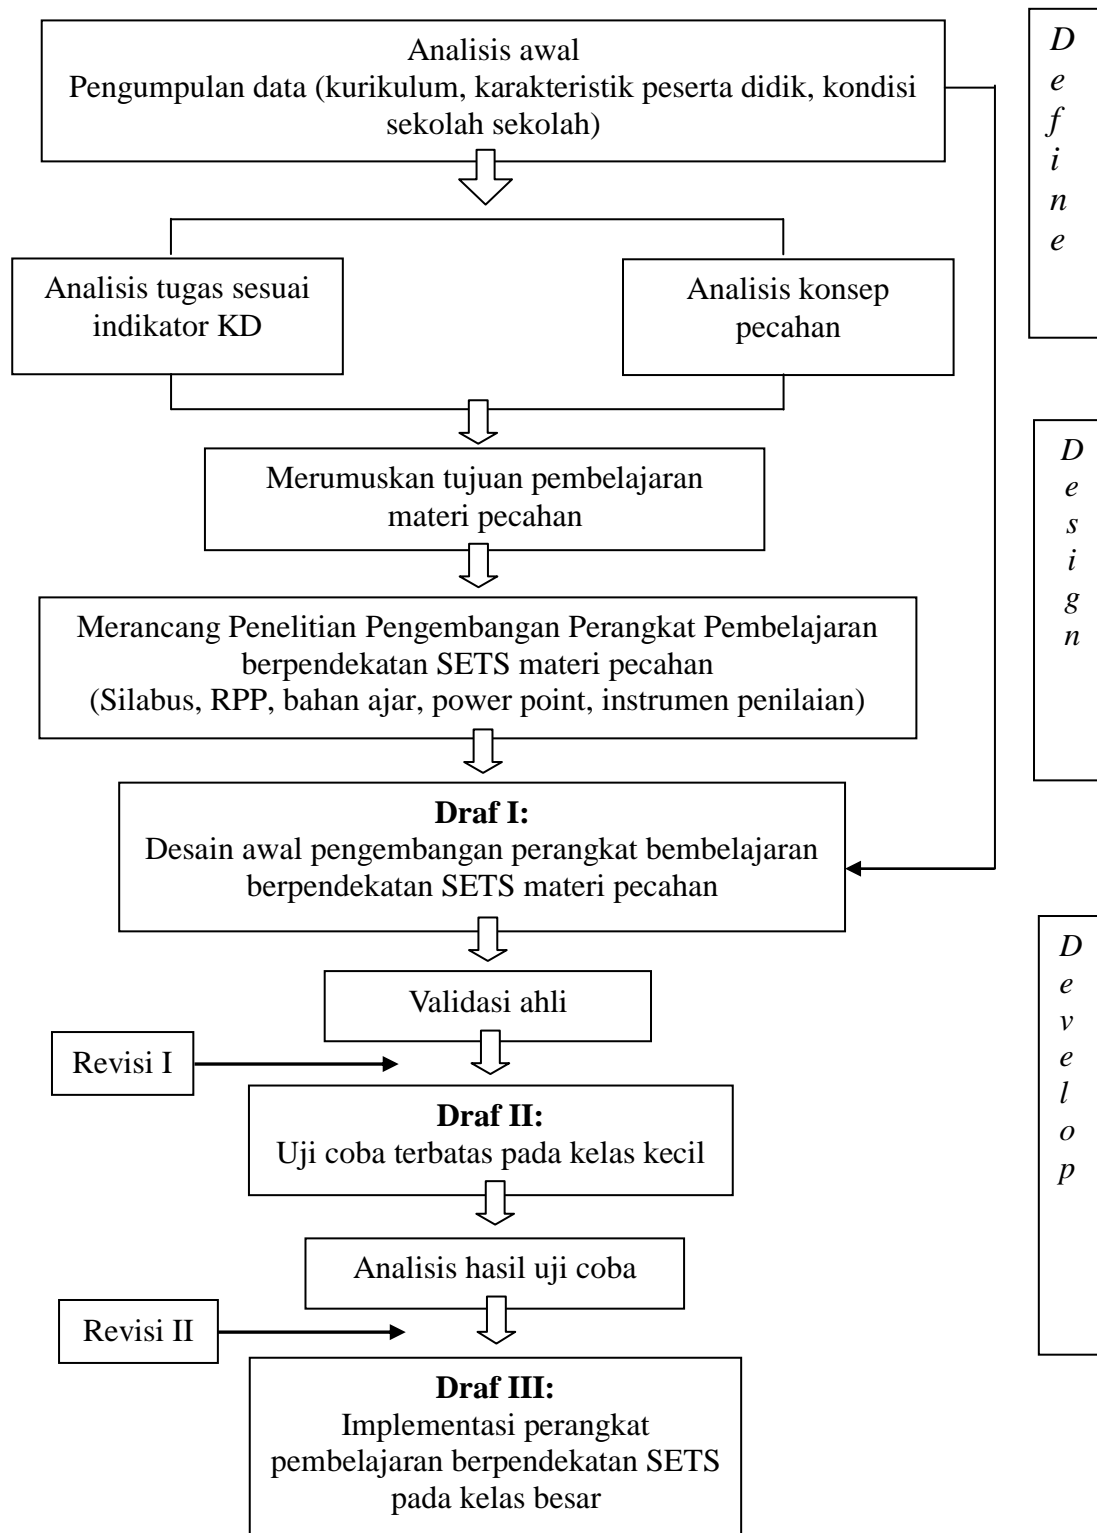 Analisis awal
Pengumpulan data (kurikulum, karakteristik peserta didik, kondisi
sekolah sekolah)
Analisis tugas sesuai
indikator KD
Analisis konsep
pecahan
Merumuskan tujuan pembelajaran
materi pecahan
Merancang Penelitian Pengembangan Perangkat Pembelajaran
berpendekatan SETS materi pecahan
(Silabus, RPP, bahan ajar, power point, instrumen penilaian)
Draf I:
Desain awal pengembangan perangkat bembelajaran
berpendekatan SETS materi pecahan
Validasi ahli
Revisi I
Draf II:
Uji coba terbatas pada kelas kecil
Analisis hasil uji coba
Revisi II
Draf III:
Implementasi perangkat
pembelajaran berpendekatan SETS
pada kelas besar
D
e
f
i
n
e
D
e
s
i
g
n
D
e
v
e
l
o
p